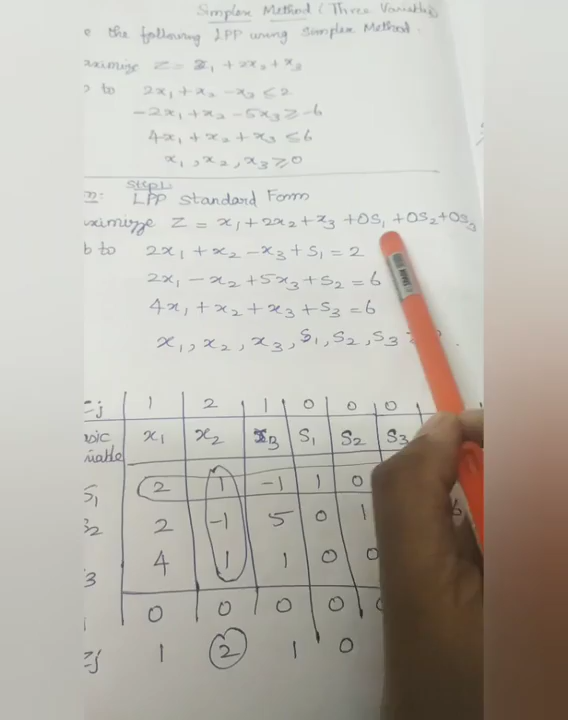 Simplex Method (Three Variable)
the following LPP using Simplex Method.
Z = x₁ + 2x₂ + x₃
to 2x₁ + x₂ - x₃ ≤ 2
-2x₁ + x₂ - 5x₃ ≥ -6
4x₁ + x₂ + x₃ ≤ 6
x₁, x₂, x₃ ≥ 0
Step1
LPP Standard Form
Z = x₁ + 2x₂ + x₃ + 0S₁ + 0S₂ + 0S₃
to 2x₁ + x₂ - x₃ + S₁ = 2
2x₁ - x₂ + 5x₃ + S₂ = 6
4x₁ + x₂ + x₃ + S₃ = 6
x₁, x₂, x₃, S₁, S₂, S₃
1 2 1 0 0 0
x₁ x₂ x₃ S₁ S₂ S₃
S₁ 2 1 -1 1 0
2 -1 5 0 1
4 1 1 0 0
0 0 0 0
1 2 1 0